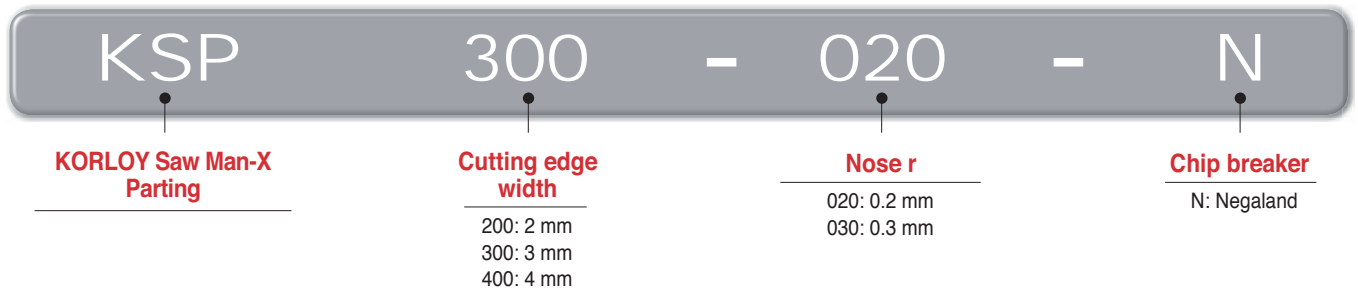 KSP 300 - 020 - N
KORLOY Saw Man-X
Parting
Cutting edge
width
200: 2 mm
300: 3 mm
400: 4 mm
Nose r
020: 0.2 mm
030: 0.3 mm
Chip breaker
N: Negaland